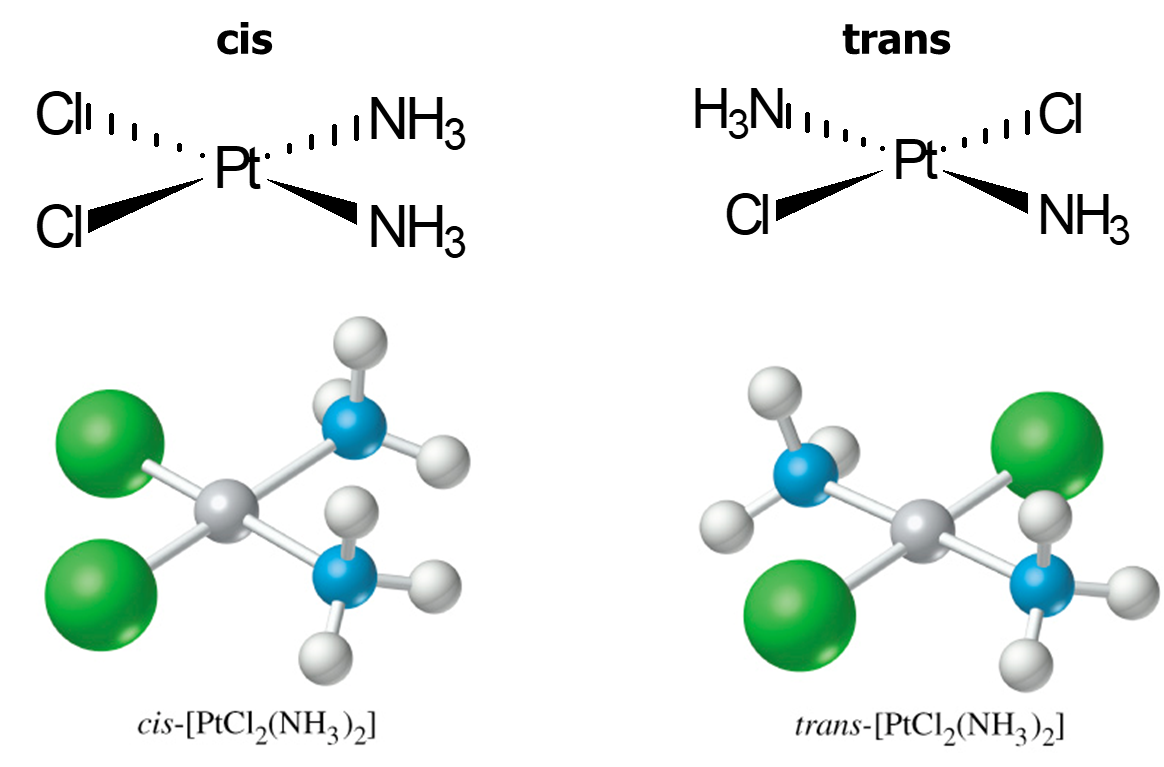 cis
trans
Cl NH3
Pt
Cl NH3
H3N Cl
Pt
Cl NH3
cis-[PtCl2(NH3)2]
trans-[PtCl2(NH3)2]